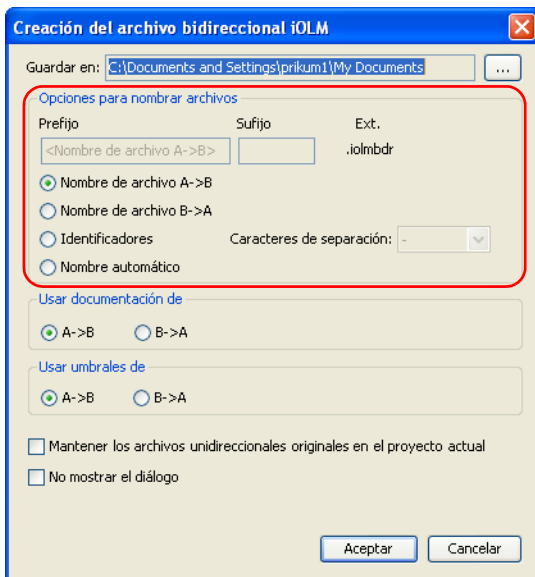 Creación del archivo bidireccional iOLM
Guardar en: C:\Documents and Settings\prikum1\My Documents ...
Opciones para nombrar archivos
Prefijo Sufijo Ext.
<Nombre de archivo A->B> .iolmbdr
Nombre de archivo A->B
Nombre de archivo B->A
Identificadores Caracteres de separación: -
Nombre automático
Usar documentación de
A->B B->A
Usar umbrales de
A->B B->A
Mantener los archivos unidireccionales originales en el proyecto actual
No mostrar el diálogo
Aceptar Cancelar